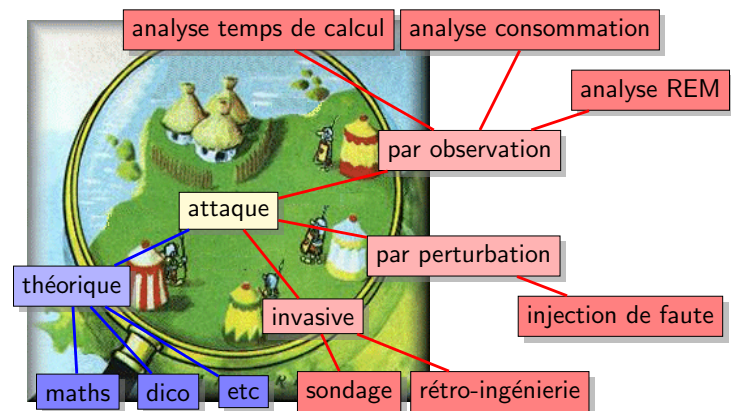 analyse temps de calcul
analyse consommation
analyse REM
par observation
attaque
par perturbation
théorique
invasive
injection de faute
maths
dico
etc
sondage
rétro-ingénierie